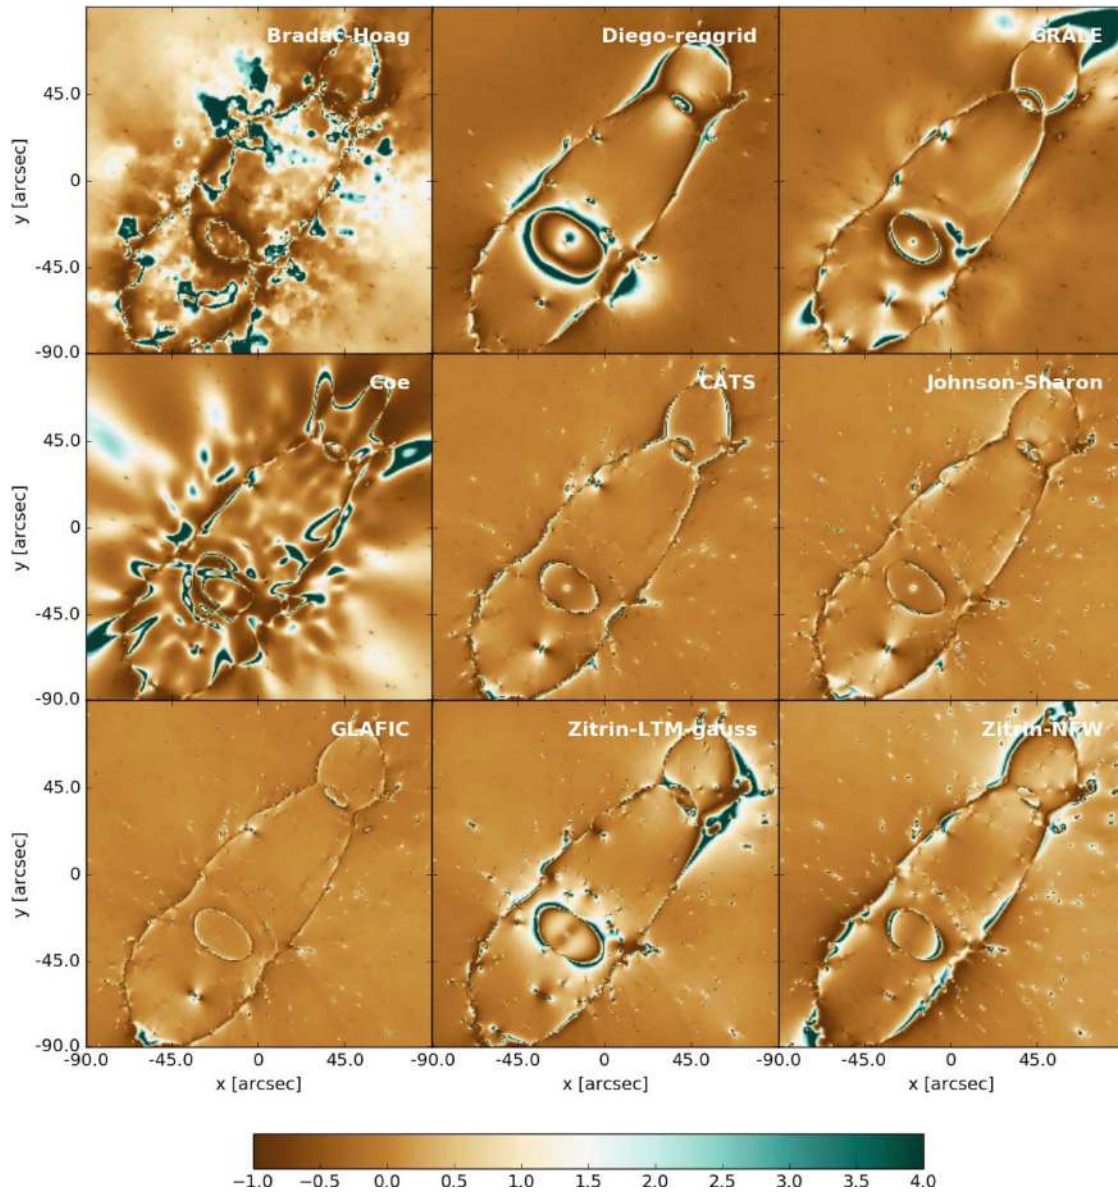 Bradač-Hoag
Diego-reggrid
GRALE
45.0
0
-45.0
-90.0
y [arcsec]
Coe
CATS
Johnson-Sharon
45.0
0
-45.0
-90.0
y [arcsec]
GLAFIC
Zitrin-LTM-gauss
Zitrin-NFW
45.0
0
-45.0
-90.0
y [arcsec]
-90.0 -45.0 0 45.0 -90.0 -45.0 0 45.0 -90.0 -45.0 0 45.0
x [arcsec] x [arcsec] x [arcsec]
−1.0 −0.5 0.0 0.5 1.0 1.5 2.0 2.5 3.0 3.5 4.0